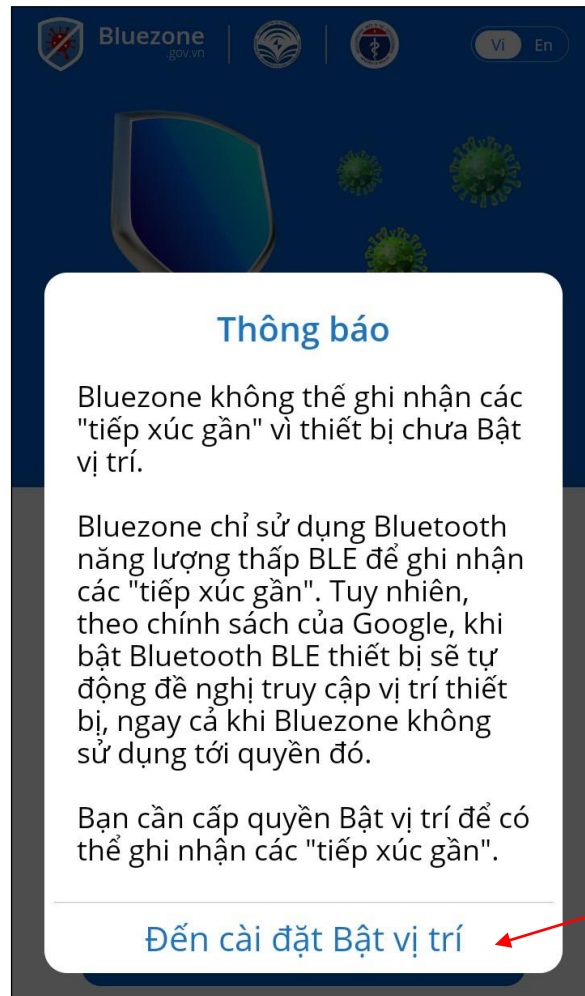 Bluezone
.gov.vn
Vi En
Thông báo
Bluezone không thể ghi nhận các
"tiếp xúc gần" vì thiết bị chưa Bật
vị trí.
Bluezone chỉ sử dụng Bluetooth
năng lượng thấp BLE để ghi nhận
các "tiếp xúc gần". Tuy nhiên,
theo chính sách của Google, khi
bật Bluetooth BLE thiết bị sẽ tự
động đề nghị truy cập vị trí thiết
bị, ngay cả khi Bluezone không
sử dụng tới quyền đó.
Bạn cần cấp quyền Bật vị trí để có
thể ghi nhận các "tiếp xúc gần".
Đến cài đặt Bật vị trí